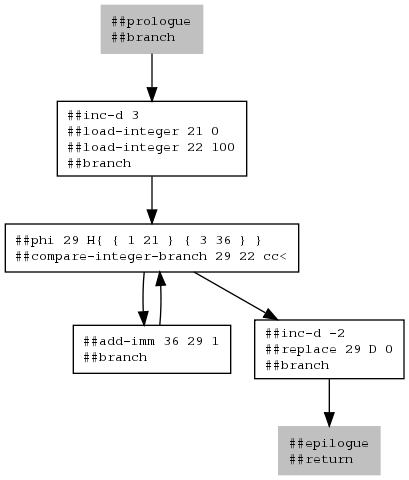 ##prologue
##branch
##inc-d 3
##load-integer 21 0
##load-integer 22 100
##branch
##phi 29 H{ { 1 21 } { 3 36 } }
##compare-integer-branch 29 22 cc<
##add-imm 36 29 1
##branch
##inc-d -2
##replace 29 D 0
##branch
##epilogue
##return